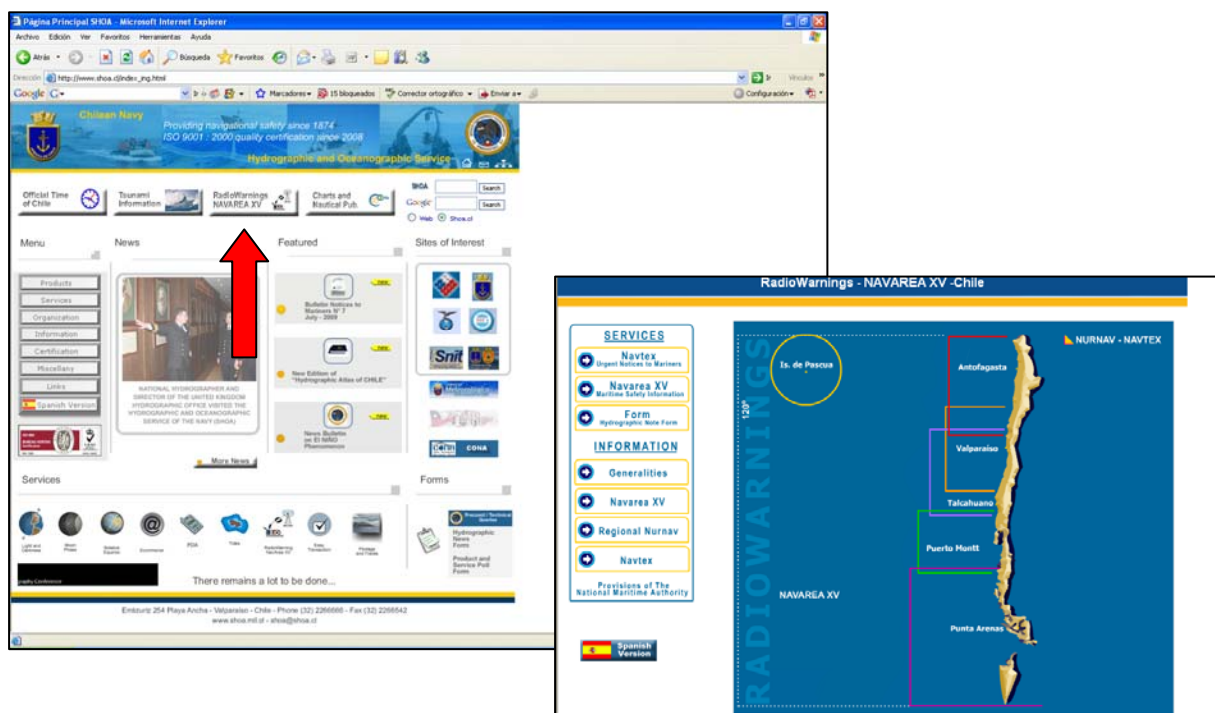 Página Principal SHOA - Microsoft Internet Explorer
Archivo Edición Ver Favoritos Herramientas Ayuda
Atrás Búsqueda Favoritos
Dirección http://www.shoa.cl/index_ing.html Vínculos
Google Marcadores 15 bloqueados Corrector ortográfico Enviar a Configuración
Chilean Navy
Providing navigational safety since 1874
ISO 9001 : 2000 quality certification since 2008
Hydrographic and Oceanographic Service
Official Time
of Chile
Tsunami
Information
RadioWarnings
NAVAREA XV
Charts and
Nautical Pub.
SHOA Search
Google Search
Web Shoa.cl
Menu
Products
Services
Organization
Information
Certification
Miscellany
Links
Spanish Version
News
NATIONAL HYDROGRAPHER AND
DIRECTOR OF THE UNITED KINGDOM
HYDROGRAPHIC OFFICE VISITED THE
HYDROGRAPHIC AND OCEANOGRAPHIC
SERVICE OF THE NAVY (SHOA)
More News
Featured
Bulletin Notices to
Mariners N° 7
July - 2009
New Edition of
"Hydrographic Atlas of CHILE"
News Bulletin
on El NIÑO
Phenomenon
Sites of Interest
Snit
CONA
Services
Moon
Phase
Ecommerce
PDA
Tides
RadioWarning
NavArea XV
Easy
Transaction
There remains a lot to be done...
Forms
Hydrographic
News
Form
Product and
Service Poll
Form
Errázuriz 254 Playa Ancha - Valparaíso - Chile - Phone (32) 2266666 - Fax (32) 2266542
www.shoa.mil.cl - shoa@shoa.cl
RadioWarnings - NAVAREA XV -Chile
SERVICES
Navtex
Urgent Notices to Mariners
Navarea XV
Maritime Safety Information
Form
Hydrographic Note Form
INFORMATION
Generalities
Navarea XV
Regional Nurnav
Navtex
Provisions of The
National Maritime Authority
Spanish
Version
RADIOWARNINGS
120º
Is. de Pascua
NURNAV - NAVTEX
Antofagasta
Valparaíso
Talcahuano
Puerto Montt
NAVAREA XV
Punta Arenas